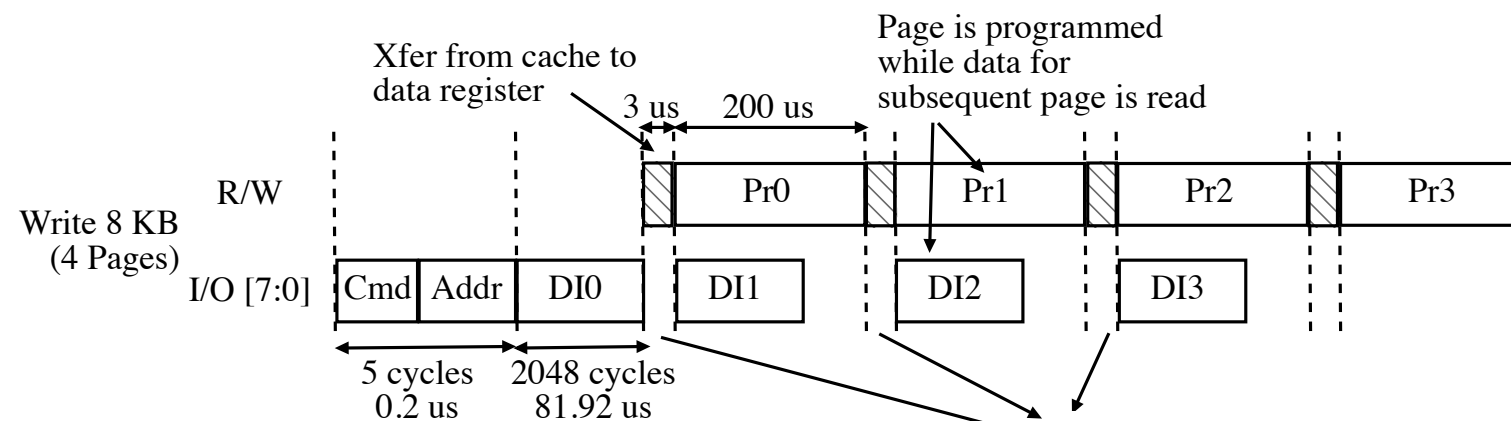 Page is programmed
while data for
subsequent page is read
Xfer from cache to
data register
3 us 200 us
R/W
Pr0 Pr1 Pr2 Pr3
Write 8 KB
(4 Pages)
I/O [7:0]
Cmd Addr DI0 DI1 DI2 DI3
5 cycles 2048 cycles
0.2 us 81.92 us